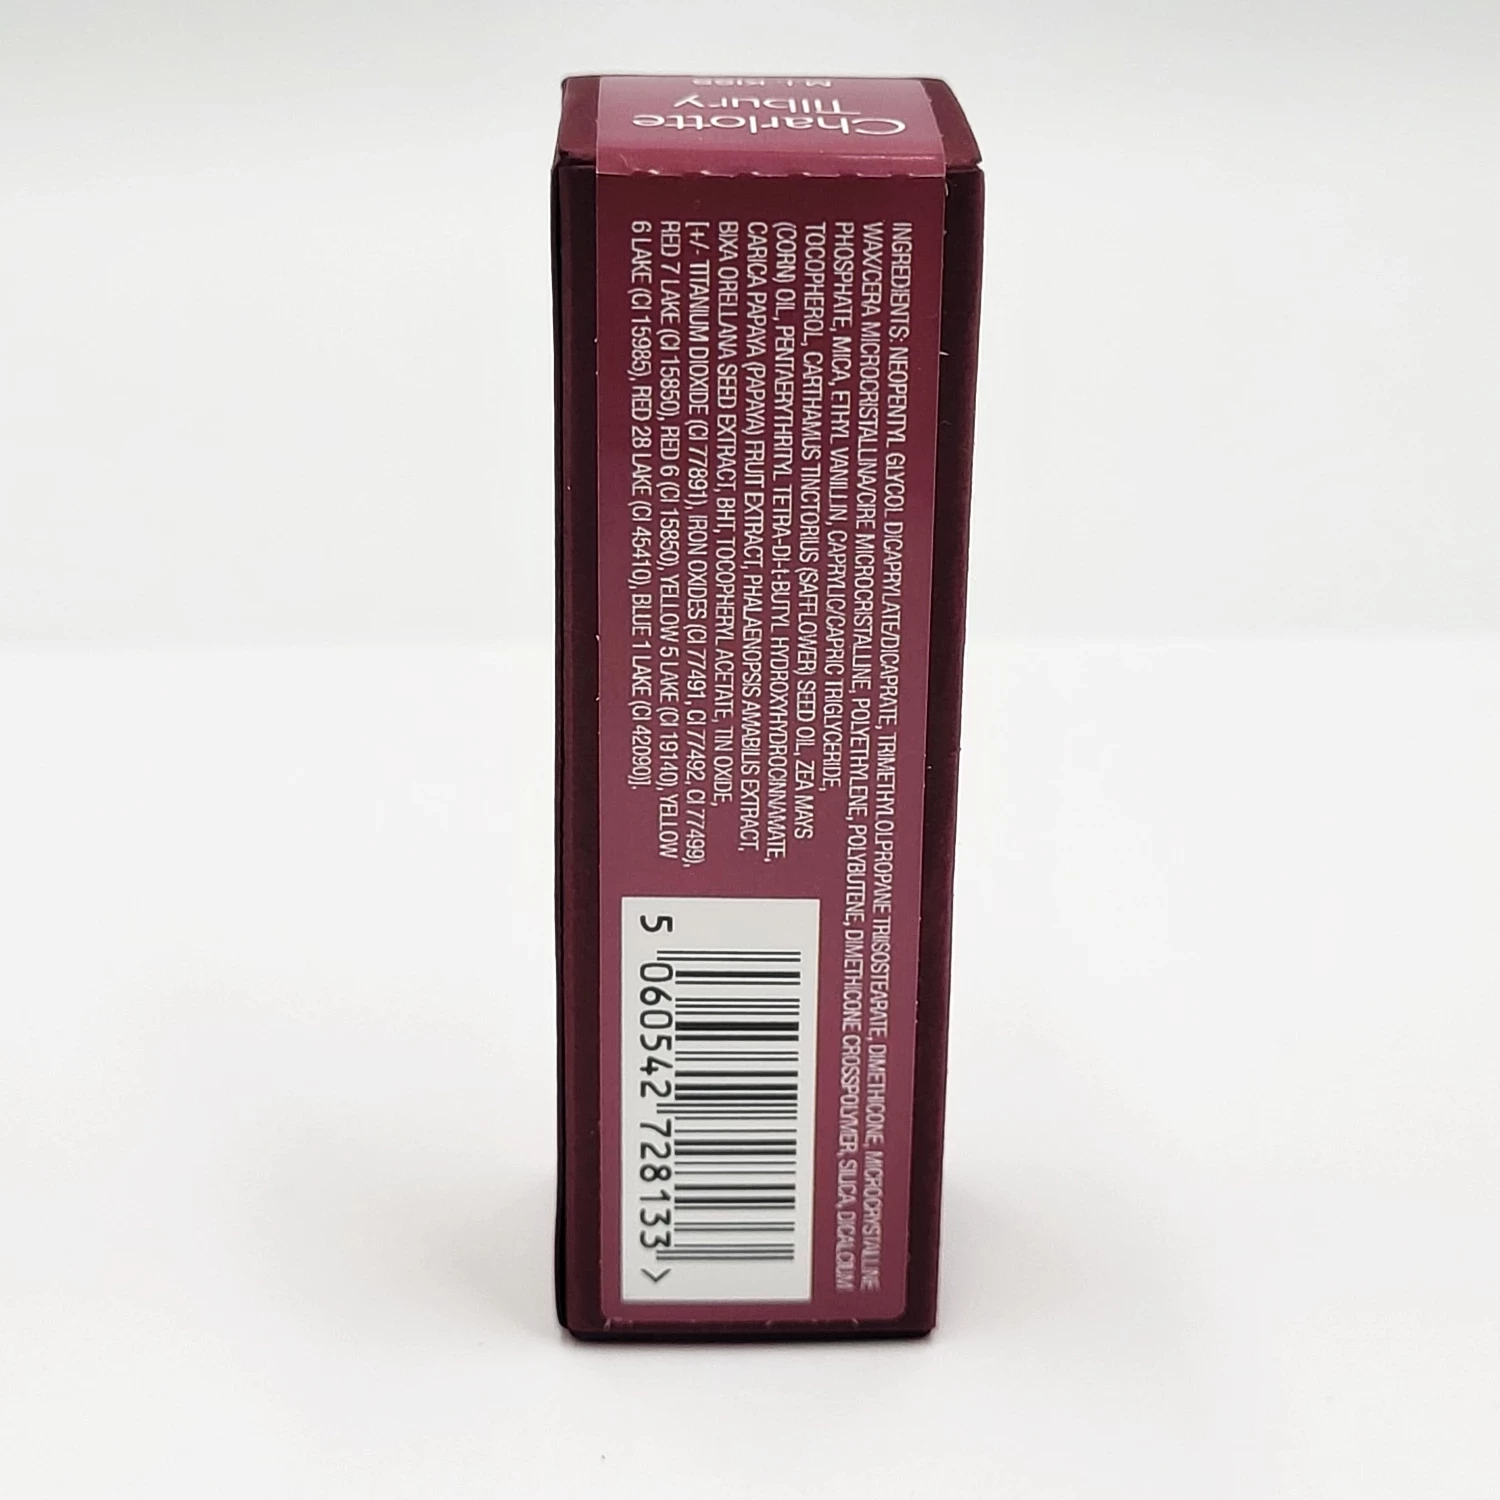 Charlotte
Tilbury
M.I. KISS
INGREDIENTS: NEOPENTYL GLYCOL DICAPRYLATE/DICAPRATE, TRIMETHYLOLPROPANE TRIISOSTEARATE, DIMETHICONE, MICROCRYSTALLINE
WAX/CERA MICROCRISTALLINA/CIRE MICROCRISTALLINE, POLYETHYLENE, POLYBUTENE, DIMETHICONE CROSSPOLYMER, SILICA, DICALCIUM
PHOSPHATE, MICA, ETHYL VANILLIN, CAPRYLIC/CAPRIC TRIGLYCERIDE,
TOCOPHEROL, CARTHAMUS TINCTORIUS (SAFFLOWER) SEED OIL, ZEA MAYS
(CORN) OIL, PENTAERYTHRITYL TETRA-DI-t-BUTYL HYDROXYHYDROCINNAMATE,
CARICA PAPAYA (PAPAYA) FRUIT EXTRACT, PHALAENOPSIS AMABILIS EXTRACT,
BIXA ORELLANA SEED EXTRACT, BHT, TOCOPHERYL ACETATE, TIN OXIDE,
[+/- TITANIUM DIOXIDE (CI 77891), IRON OXIDES (CI 77491, CI 77492, CI 77499),
RED 7 LAKE (CI 15850), RED 6 (CI 15850), YELLOW 5 LAKE (CI 19140), YELLOW
6 LAKE (CI 15985), RED 28 LAKE (CI 45410), BLUE 1 LAKE (CI 42090)].
5 060542 728133 >